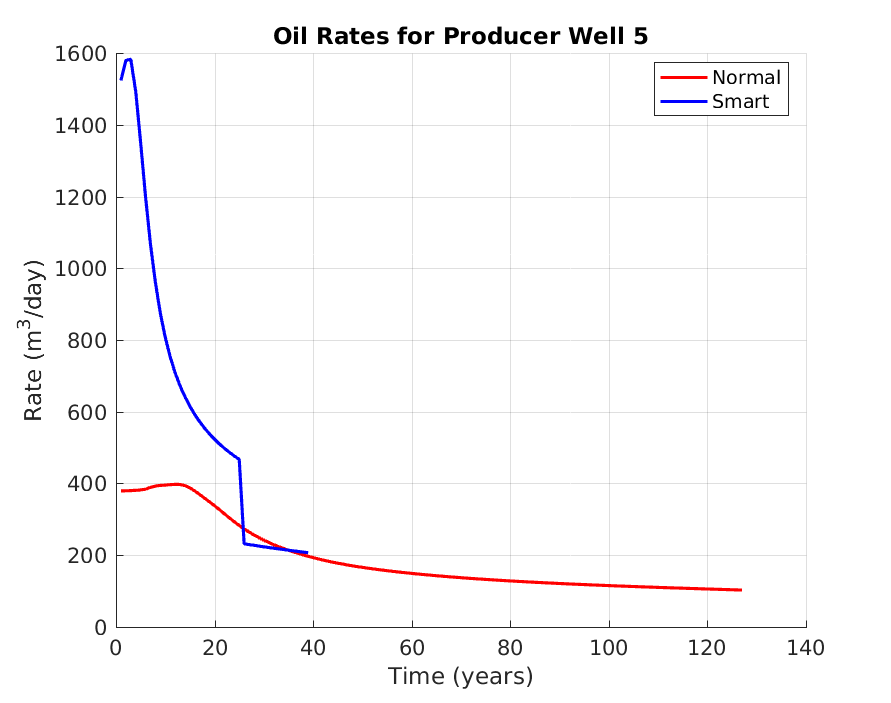 Oil Rates for Producer Well 5
Normal
Smart
1600
1400
1200
1000
800
600
400
200
0
Rate (m³/day)
0 20 40 60 80 100 120 140
Time (years)